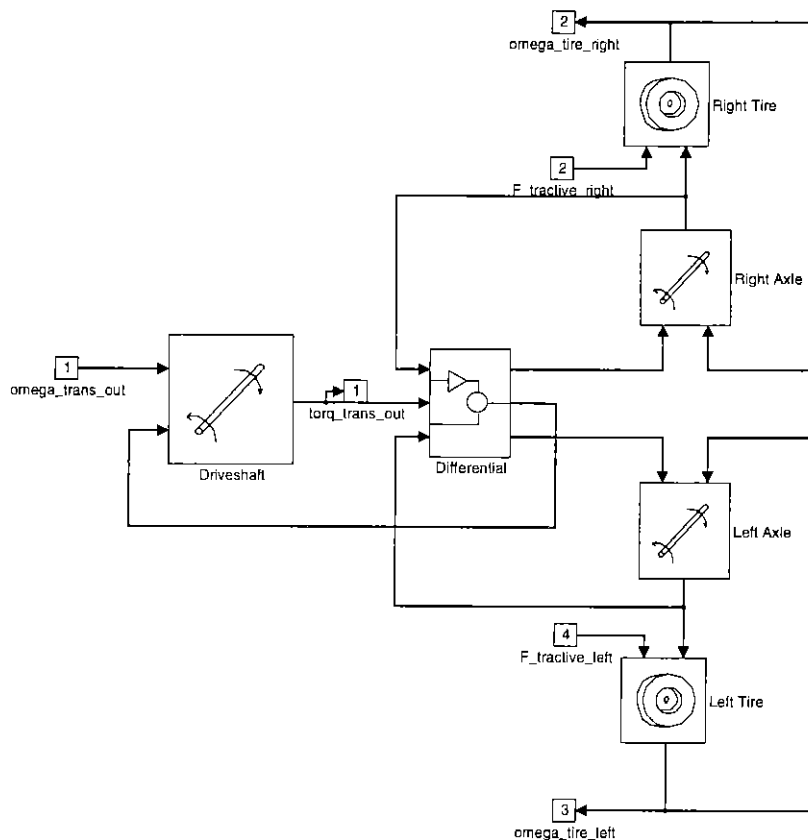 2
omega_tire_right
Right Tire
2
F_tractive_right
Right Axle
1
omega_trans_out
1
torq_trans_out
Driveshaft
Differential
Left Axle
4
F_tractive_left
Left Tire
3
omega_tire_left